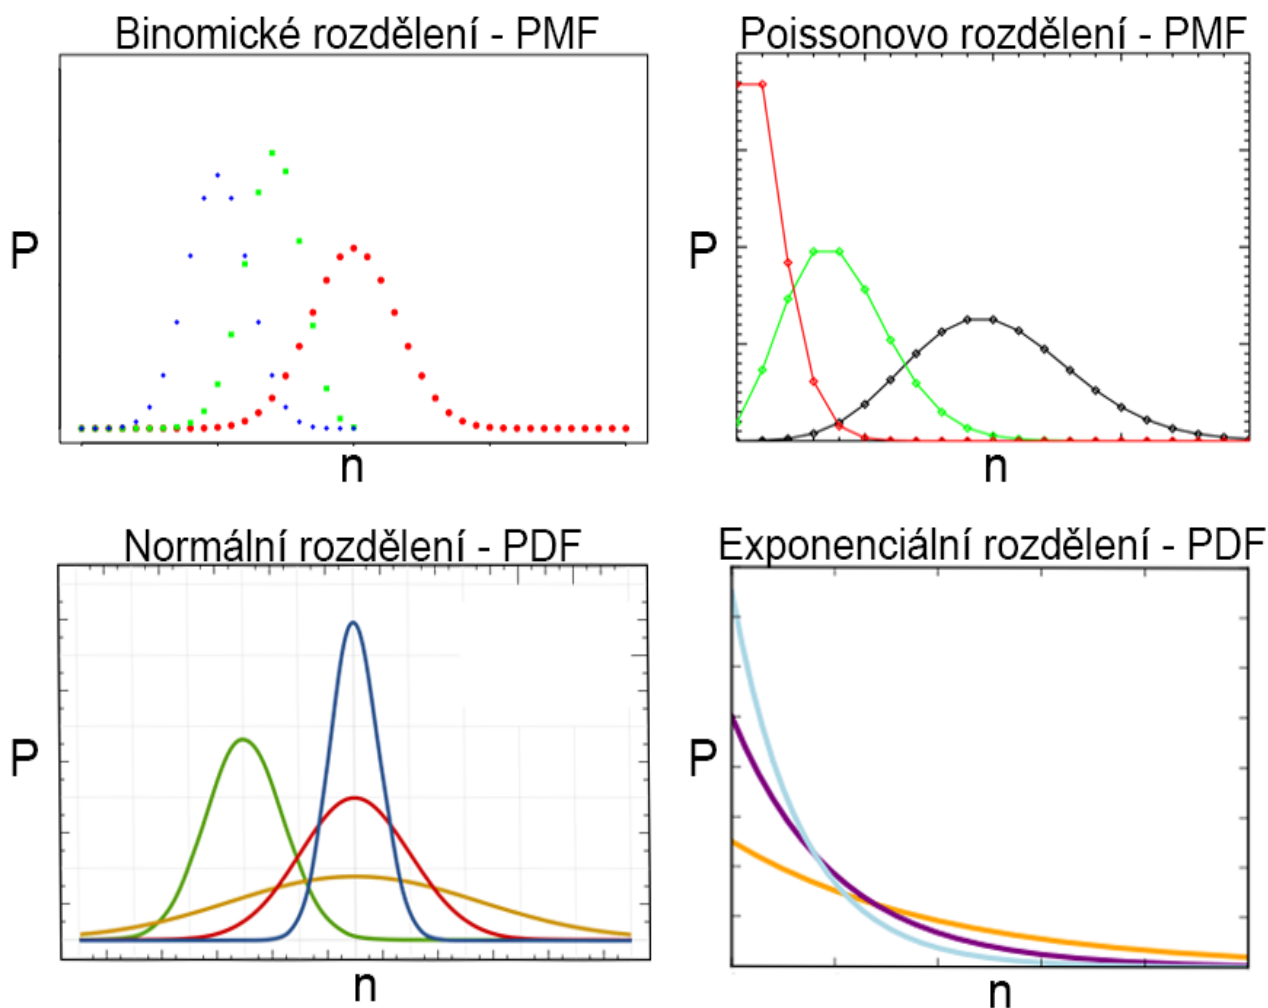 Binomické rozdělení - PMF
Poissonovo rozdělení - PMF
P
P
n
n
Normální rozdělení - PDF
Exponenciální rozdělení - PDF
P
P
n
n